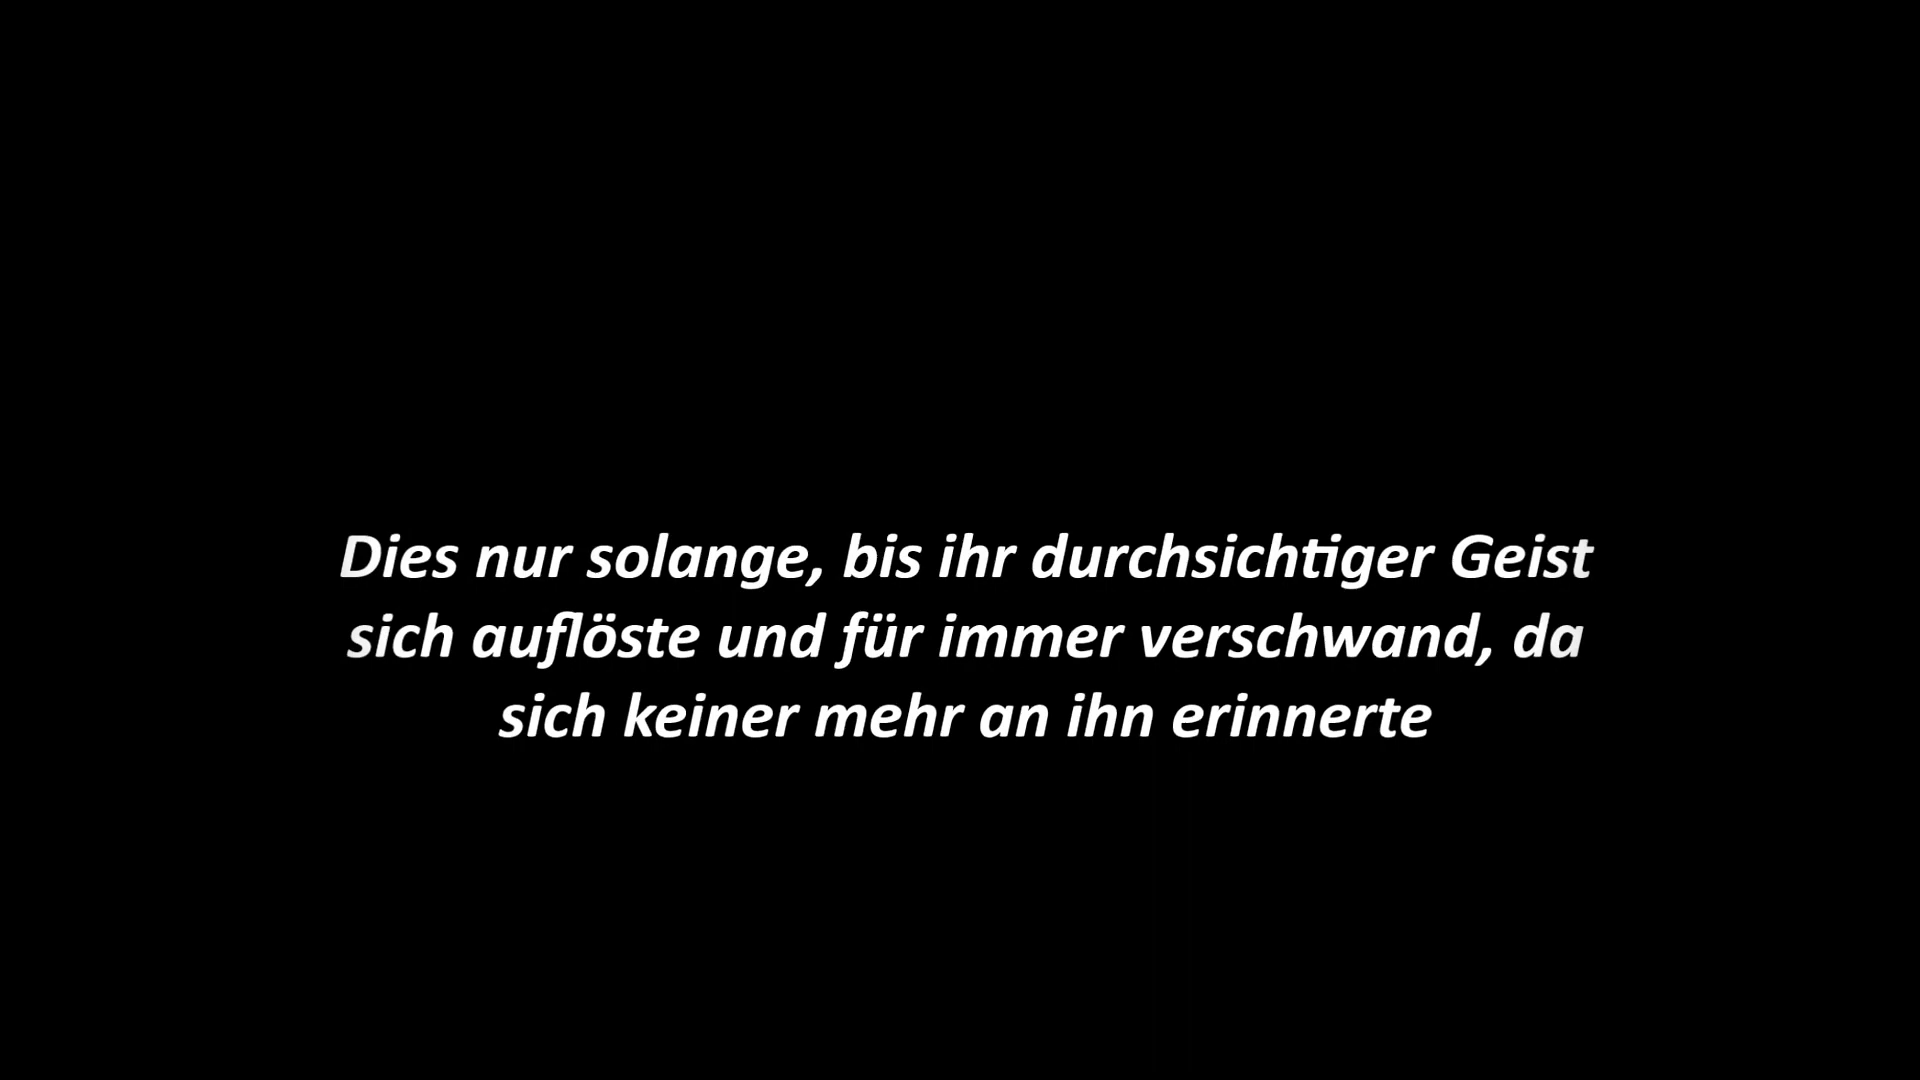 Dies nur solange, bis ihr durchsichtiger Geist
sich auflöste und für immer verschwand, da
sich keiner mehr an ihn erinnerte